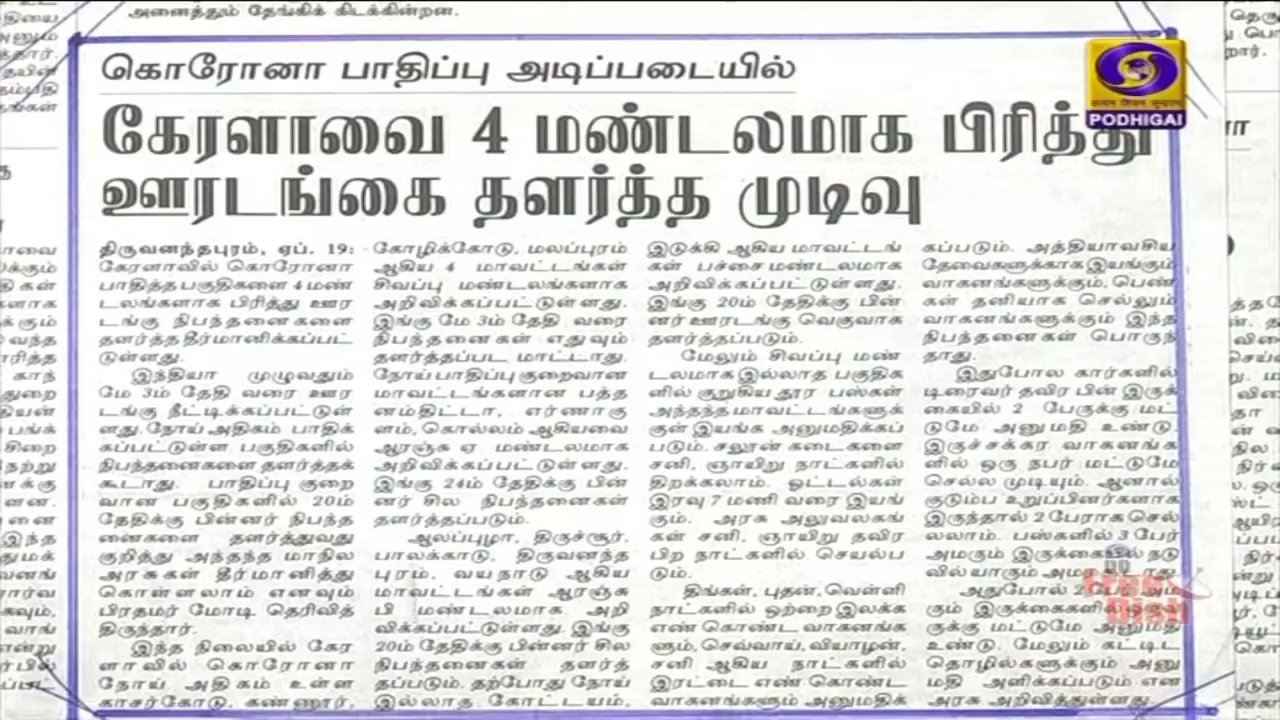 அனைத்தும் தேங்கிக் கிடக்கின்றன.
கொரோனா பாதிப்பு அடிப்படையில்
கேரளாவை 4 மண்டலமாக பிரித்து
ஊரடங்கை தளர்த்த முடிவு
PODHIGAI
திருவனந்தபுரம், ஏப். 19:
கேரளாவில் கொரோனா
பாதித்த பகுதிகளை 4 மண்
டலங்களாக பிரித்து ஊர
டங்கு நிபந்தனைகளை
தளர்த்த தீர்மானிக்கப்பட்
டுள்ளது.
இந்தியா முழுவதும்
மே 3ம் தேதி வரை ஊர
டங்கு நீட்டிக்கப்பட்டுள்
ளது. நோய் அதிகம் பாதிக்
கப்பட்டுள்ள பகுதிகளில்
நிபந்தனைகளை தளர்த்தக்
கூடாது. பாதிப்பு குறை
வான பகுதிகளில் 20ம்
தேதிக்கு பின்னர் நிபந்த
னைகளை தளர்த்துவது
குறித்து அந்தந்த மாநில
அரசுகள் தீர்மானித்து
கொள்ளலாம் எனவும்
பிரதமர் மோடி தெரிவித்
திருந்தார்.
இந்த நிலையில் கேர
ளாவில் கொரோனா
நோய் அதிகம் உள்ள
காசர்கோடு, கண்ணூர்,
கோழிக்கோடு, மலப்புரம்
ஆகிய 4 மாவட்டங்கள்
சிவப்பு மண்டலங்களாக
அறிவிக்கப்பட்டுள்ளது.
இங்கு மே 3ம் தேதி வரை
நிபந்தனைகள் எதுவும்
தளர்த்தப்பட மாட்டாது.
நோய் பாதிப்பு குறைவான
மாவட்டங்களான பத்த
னம்திட்டா, எர்ணாகு
ளம், கொல்லம் ஆகியவை
ஆரஞ்சு ஏ மண்டலமாக
அறிவிக்கப்பட்டுள்ளது.
இங்கு 24ம் தேதிக்கு பின்
னர் சில நிபந்தனைகள்
தளர்த்தப்படும்.
ஆலப்புழா, திருச்சூர்,
பாலக்காடு, திருவனந்த
புரம், வயநாடு ஆகிய
மாவட்டங்கள் ஆரஞ்சு
பி மண்டலமாக அறி
விக்கப்பட்டுள்ளது. இங்கு
20ம் தேதிக்கு பின்னர் சில
நிபந்தனைகள் தளர்த்
தப்படும். தற்போது நோய்
இல்லாத கோட்டயம்,
இடுக்கி ஆகிய மாவட்டங்
கள் பச்சை மண்டலமாக
அறிவிக்கப்பட்டுள்ளது.
இங்கு 20ம் தேதிக்கு பின்
னர் ஊரடங்கு வெகுவாக
தளர்த்தப்படும்.
மேலும் சிவப்பு மண்
டலமாக இல்லாத பகுதிக
ளில் குறுகிய தூர பஸ்கள்
அந்தந்த மாவட்டங்களுக்
குள் இயங்க அனுமதிக்கப்
படும். சலூன் கடைகளை
சனி, ஞாயிறு நாட்களில்
திறக்கலாம். ஓட்டல்கள்
இரவு 7 மணி வரை இயங்
கும். அரசு அலுவலகங்
கள் சனி, ஞாயிறு தவிர
பிற நாட்களில் செயல்ப
டும்.
திங்கள், புதன், வெள்ளி
நாட்களில் ஒற்றை இலக்க
எண் கொண்ட வாகனங்க
ளும், செவ்வாய், வியாழன்,
சனி ஆகிய நாட்களில்
இரட்டை எண் கொண்ட
வாகனங்களும் அனுமதிக்
கப்படும். அத்தியாவசிய
தேவைகளுக்காக இயங்கும்
வாகனங்களுக்கும், பெண்
கள் தனியாக செல்லும்
வாகனங்களுக்கும் இந்த
நிபந்தனைகள் பொருந்
தாது.
இதுபோல கார்களில்
டிரைவர் தவிர பின் இருக்
கையில் 2 பேருக்கு மட்
டுமே அனுமதி உண்டு.
இருச்சக்கர வாகனங்க
ளில் ஒரு நபர் மட்டுமே
செல்ல முடியும். ஆனால்
குடும்ப உறுப்பினர்களாக
இருந்தால் 2 பேராக செல்
லலாம். பஸ்களில் 3 பேர்
அமரும் இருக்கையில் நடு
வில் யாரும் அமர
அதுபோல் 2 பேர்
கும் இருக்கைகளில்
குக்கு மட்டுமே அனுமதி
உண்டு. மேலும் கட்டிட
தொழில்களுக்கும் அனு
மதி அளிக்கப்படும் என
அரசு அறிவித்துள்ளது.